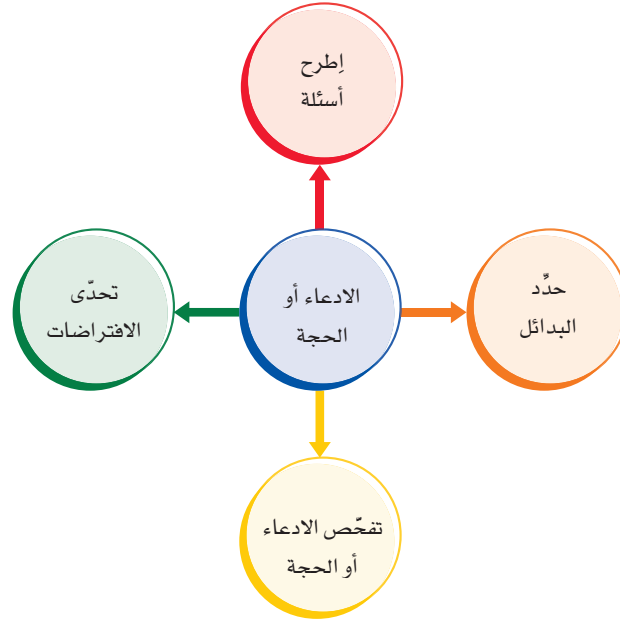 اِطرح
أسئلة
حدِّد
البدائل
الادعاء أو
الحجة
تحدّى
الافتراضات
تفحّص الادعاء
أو الحجة